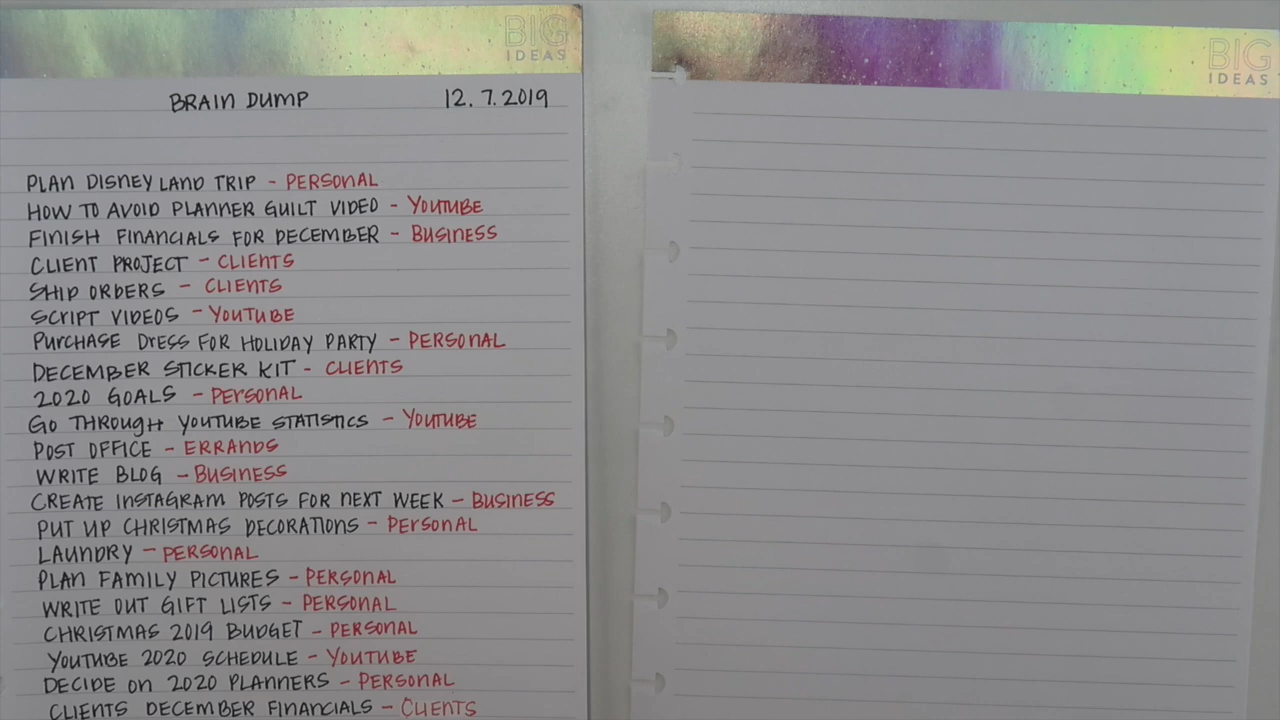 BIG
IDEAS
BIG
IDEAS
BRAIN DUMP 12.7.2019
PLAN DISNEYLAND TRIP - PERSONAL
HOW TO AVOID PLANNER GUILT VIDEO - YOUTUBE
FINISH FINANCIALS FOR DECEMBER - BUSINESS
CLIENT PROJECT - CLIENTS
SHIP ORDERS - CLIENTS
SCRIPT VIDEOS - YOUTUBE
PURCHASE DRESS FOR HOLIDAY PARTY - PERSONAL
DECEMBER STICKER KIT - CLIENTS
2020 GOALS - PERSONAL
GO THROUGH YOUTUBE STATISTICS - YOUTUBE
POST OFFICE - ERRANDS
WRITE BLOG - BUSINESS
CREATE INSTAGRAM POSTS FOR NEXT WEEK - BUSINESS
PUT UP CHRISTMAS DECORATIONS - PERSONAL
LAUNDRY - PERSONAL
PLAN FAMILY PICTURES - PERSONAL
WRITE OUT GIFT LISTS - PERSONAL
CHRISTMAS 2019 BUDGET - PERSONAL
YOUTUBE 2020 SCHEDULE - YOUTUBE
DECIDE ON 2020 PLANNERS - PERSONAL
CLIENTS DECEMBER FINANCIALS - CLIENTS